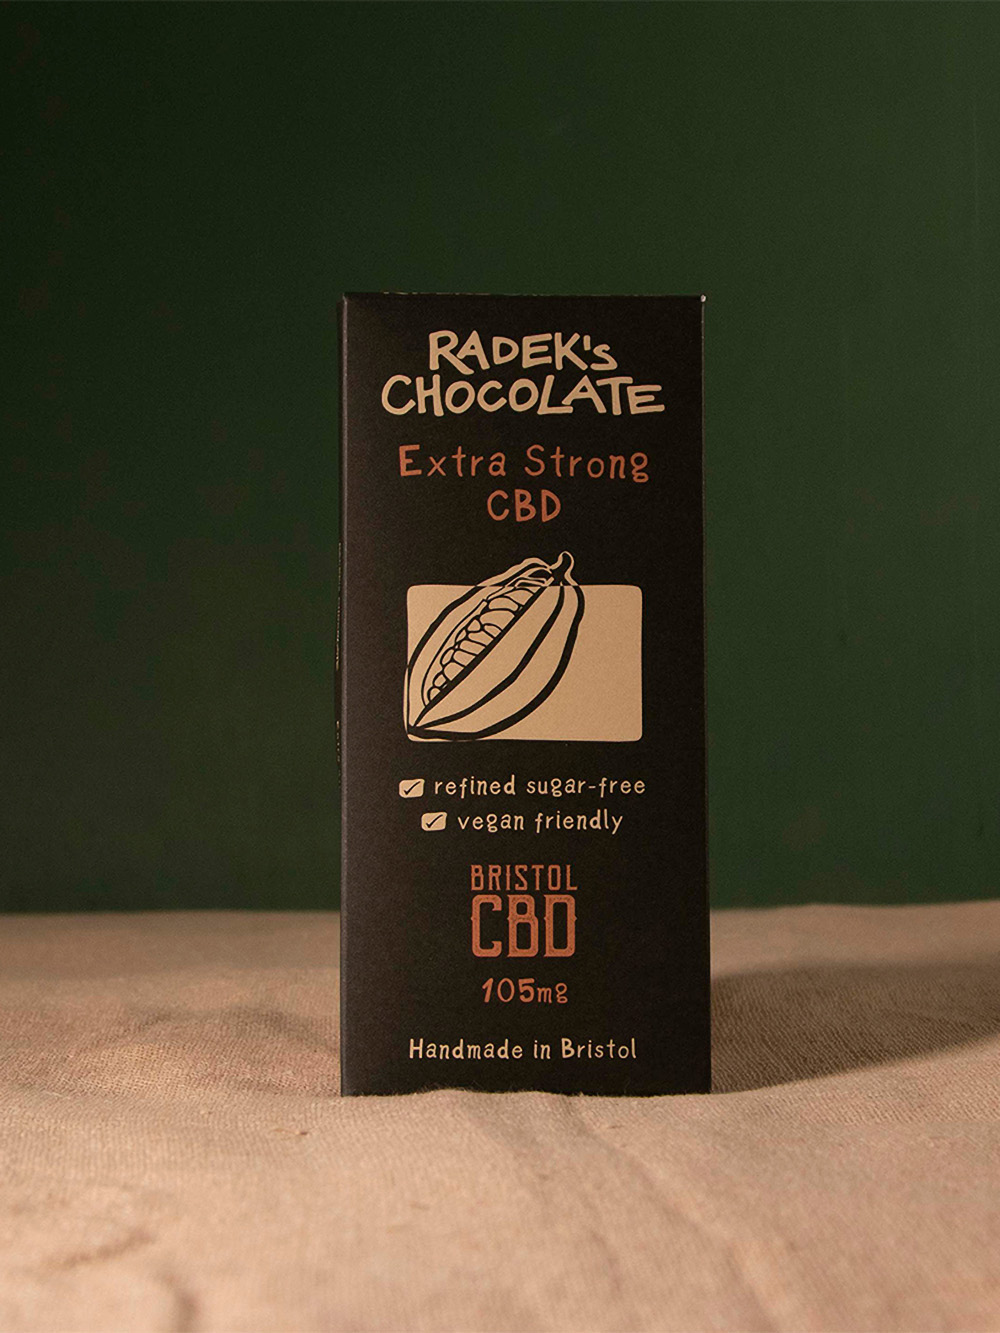 RADEK's
CHOCOLATE
Extra Strong
CBD
refined sugar-free
vegan friendly
BRISTOL
CBD
105mg
Handmade in Bristol